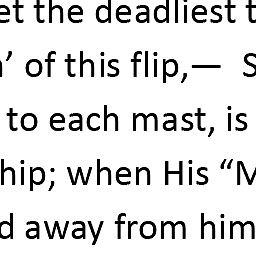 et the deadliest t
’ of this flip,— S
to each mast, is
hip; when His “M
d away from him